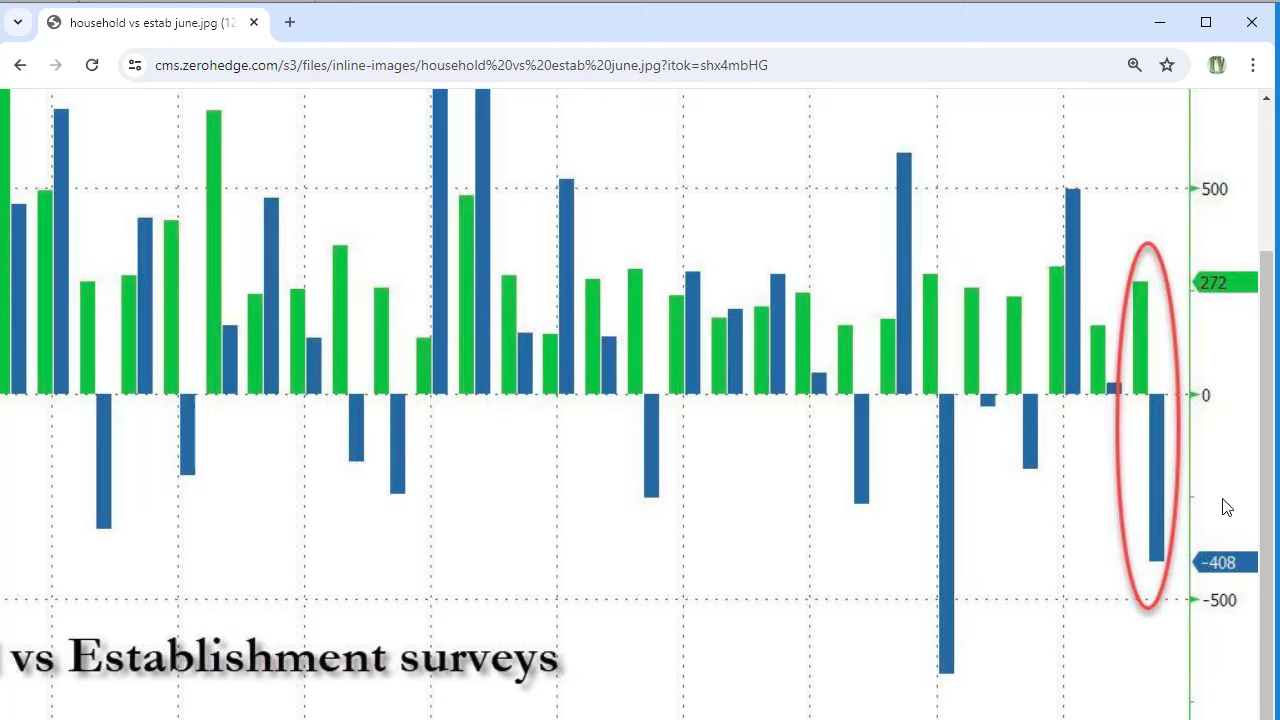 household vs estab june.jpg (12
cms.zerohedge.com/s3/files/inline-images/household%20vs%20estab%20june.jpg?itok=shx4mbHG
500
272
0
-408
-500
vs Establishment surveys